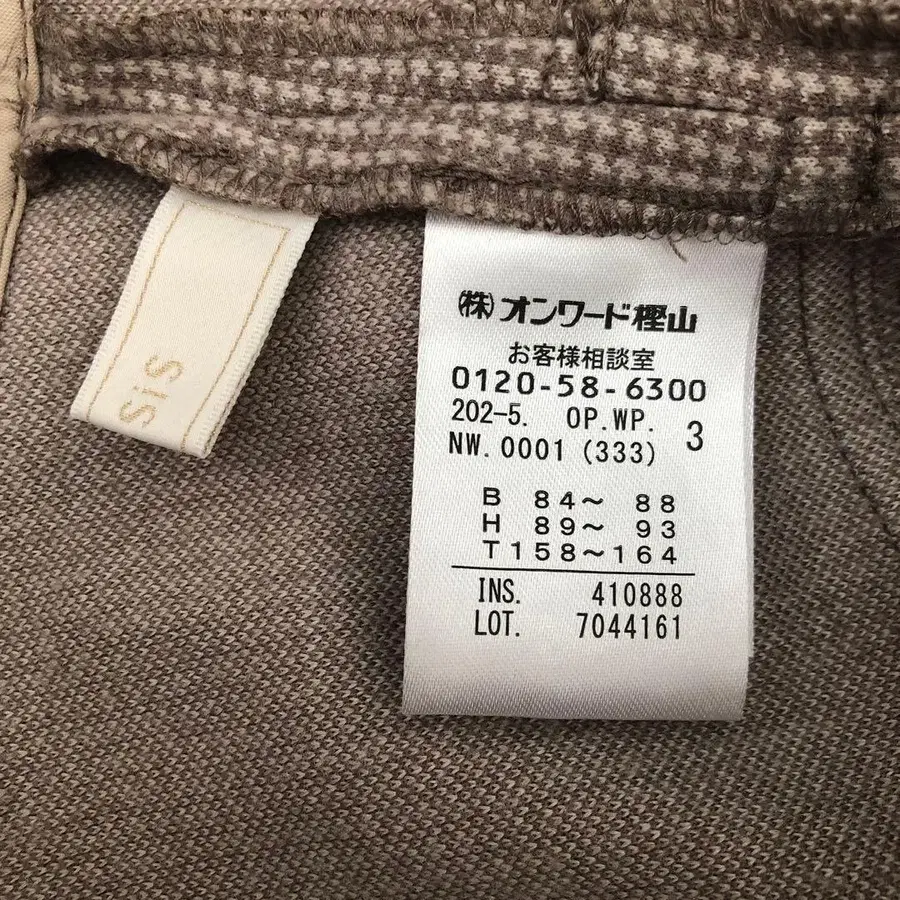 SiS
㈱オンワード樫山
お客様相談室
0120-58-6300
202-5. OP.WP. 3
NW.0001 (333)
B 84～ 88
H 89～ 93
T158～164
INS. 410888
LOT. 7044161